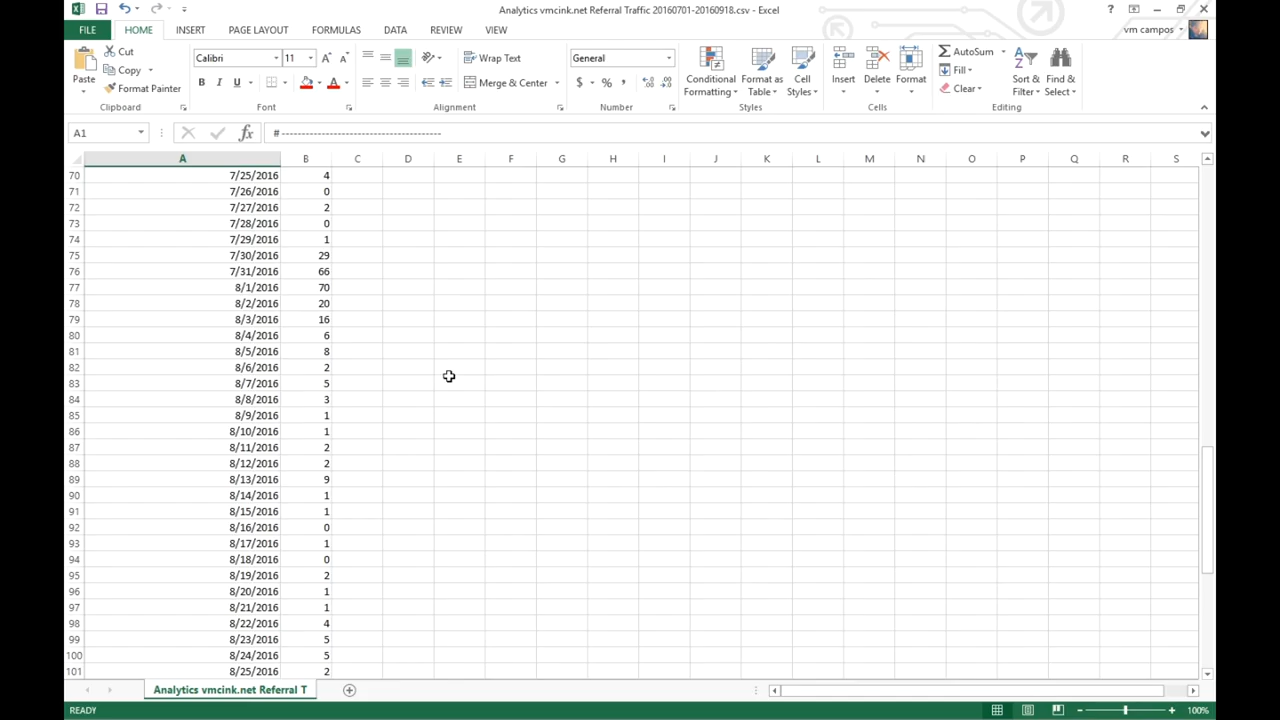 Analytics vmcink.net Referral Traffic 20160701-20160918.csv - Excel
?
FILE HOME INSERT PAGE LAYOUT FORMULAS DATA REVIEW VIEW vm campos
Paste
Cut
Copy
Format Painter
Clipboard
Calibri 11
B I U
Font
Wrap Text
Merge & Center
Alignment
General
$ % ,
Number
Conditional Formatting
Format as Table
Cell Styles
Styles
Insert Delete Format
Cells
AutoSum
Fill
Clear
Sort & Filter
Find & Select
Editing
A1 fx # -----------------------------------------
A B C D E F G H I J K L M N O P Q R S
70 7/25/2016 4
71 7/26/2016 0
72 7/27/2016 2
73 7/28/2016 0
74 7/29/2016 1
75 7/30/2016 29
76 7/31/2016 66
77 8/1/2016 70
78 8/2/2016 20
79 8/3/2016 16
80 8/4/2016 6
81 8/5/2016 8
82 8/6/2016 2
83 8/7/2016 5
84 8/8/2016 3
85 8/9/2016 1
86 8/10/2016 1
87 8/11/2016 2
88 8/12/2016 2
89 8/13/2016 9
90 8/14/2016 1
91 8/15/2016 1
92 8/16/2016 0
93 8/17/2016 1
94 8/18/2016 0
95 8/19/2016 2
96 8/20/2016 1
97 8/21/2016 1
98 8/22/2016 4
99 8/23/2016 5
100 8/24/2016 5
101 8/25/2016 2
Analytics vmcink.net Referral T
READY 100%